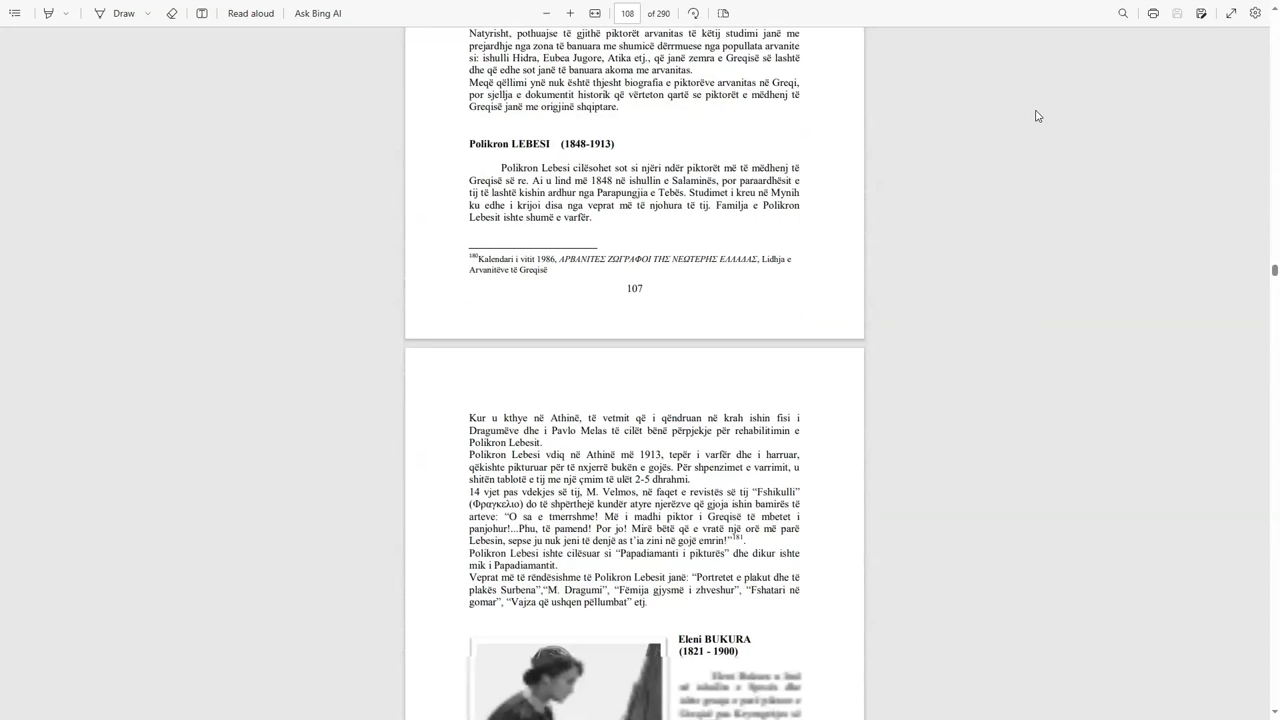 Draw
Read aloud
Ask Bing AI
108
of 290
Natyrisht, pothuajse të gjithë piktorët arvanitas të këtij studimi janë me
prejardhje nga zona të banuara me shumicë dërrmuese nga popullata arvanite
si: ishulli Hidra, Eubea Jugore, Atika etj., që janë zemra e Greqisë së lashtë
dhe që edhe sot janë të banuara akoma me arvanitas.
Meqë qëllimi ynë nuk është thjesht biografia e piktorëve arvanitas në Greqi,
por sjellja e dokumentit historik që vërteton qartë se piktorët e mëdhenj të
Greqisë janë me origjinë shqiptare.
Polikron LEBESI (1848-1913)
Polikron Lebesi cilësohet sot si njëri ndër piktorët më të mëdhenj të
Greqisë së re. Ai u lind më 1848 në ishullin e Salaminës, por paraardhësit e
tij të lashtë kishin ardhur nga Parapungjia e Tebës. Studimet i kreu në Mynih
ku edhe i krijoi disa nga veprat më të njohura të tij. Familja e Polikron
Lebesit ishte shumë e varfër.
180Kalendari i vitit 1986, ΑΡΒΑΝΙΤΕΣ ΖΩΓΡΑΦΟΙ ΤΗΣ ΝΕΩΤΕΡΗΣ ΕΛΛΑΔΑΣ, Lidhja e
Arvanitëve të Greqisë
107
Kur u kthye në Athinë, të vetmit që i qëndruan në krah ishin fisi i
Dragumëve dhe i Pavlo Melas të cilët bënë përpjekje për rehabilitimin e
Polikron Lebesit.
Polikron Lebesi vdiq në Athinë më 1913, tepër i varfër dhe i harruar,
qëkishte pikturuar për të nxjerrë bukën e gojës. Për shpenzimet e varrimit, u
shitën tablotë e tij me një çmim të ulët 2-5 dhrahmi.
14 vjet pas vdekjes së tij, M. Velmos, në faqet e revistës së tij “Fshikulli”
(Φραγκελιο) do të shpërthejë kundër atyre njerëzve që gjoja ishin bamirës të
arteve: “O sa e tmerrshme! Më i madhi piktor i Greqisë të mbetet i
panjohur!...Phu, të pamend! Por jo! Mirë bëtë që e vratë një orë më parë
Lebesin, sepse ju nuk jeni të denjë as t’ia zini në gojë emrin!”181.
Polikron Lebesi ishte cilësuar si “Papadiamanti i pikturës” dhe dikur ishte
mik i Papadiamantit.
Veprat më të rëndësishme të Polikron Lebesit janë: “Portretet e plakut dhe të
plakës Surbena”,“M. Dragumi”, “Fëmija gjysmë i zhveshur”, “Fshatari në
gomar”, “Vajza që ushqen pëllumbat” etj.
Eleni BUKURA
(1821 - 1900)